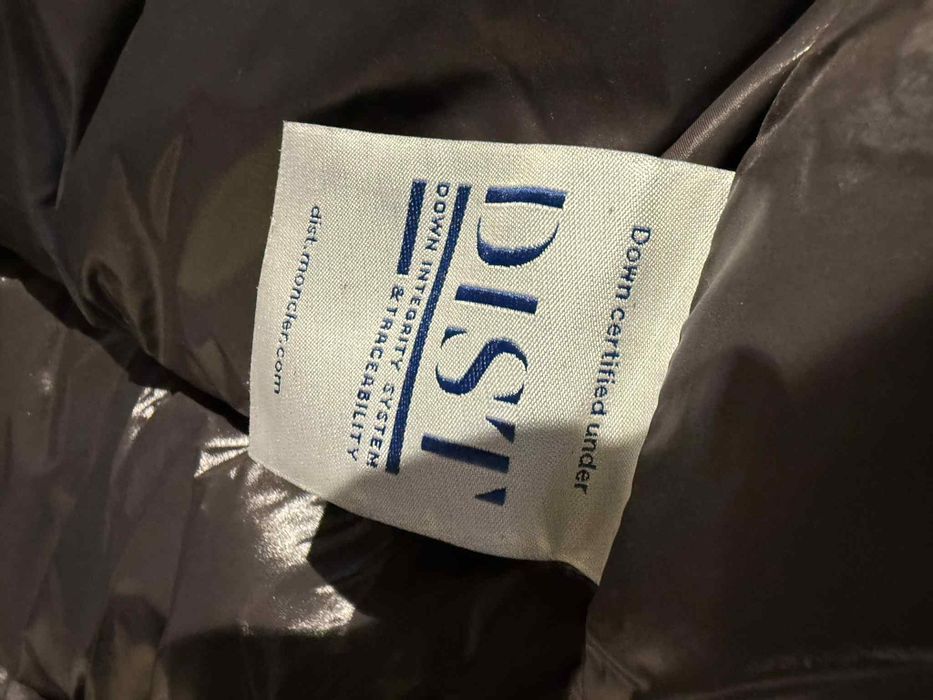 Down certified under
DIST
DOWN INTEGRITY SYSTEM
& TRACEABILITY
dist.moncler.com